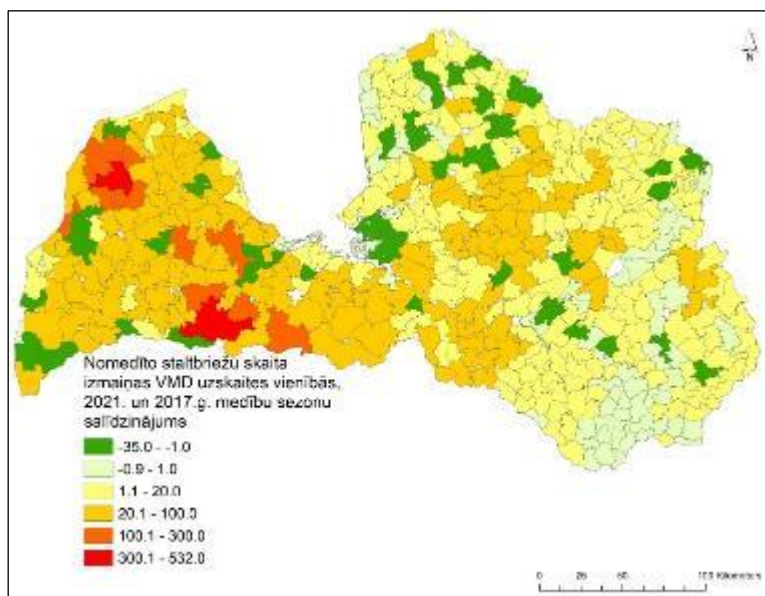 N
Nomedīto staltbriežu skaita
izmaiņas VMD uzskaites vienībās,
2021. un 2017.g. medību sezonu
salīdzinājums
-35.0 - -1.0
-0.9 - 1.0
1.1 - 20.0
20.1 - 100.0
100.1 - 300.0
300.1 - 532.0
0 25 50 100 Kilometers